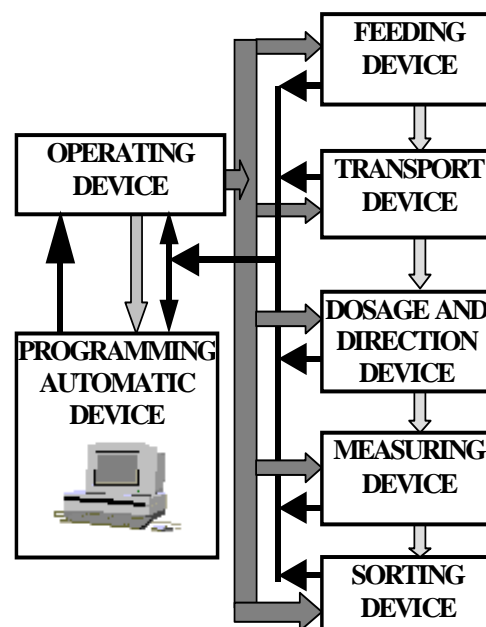 FEEDING
DEVICE
OPERATING
DEVICE
TRANSPORT
DEVICE
PROGRAMMING
AUTOMATIC
DEVICE
DOSAGE AND
DIRECTION
DEVICE
MEASURING
DEVICE
SORTING
DEVICE